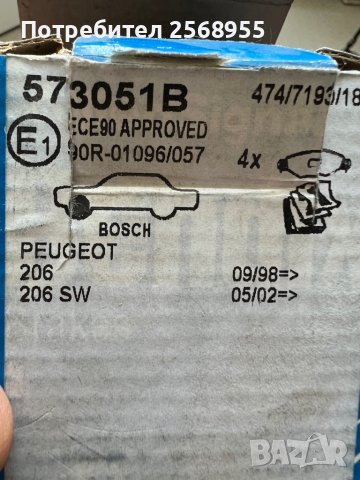 Потребител 2568955
573051B
474/7193/18
E1
ECE90 APPROVED
90R-01096/057
4x
BOSCH
PEUGEOT
206 09/98=>
206 SW 05/02=>
BAZAR